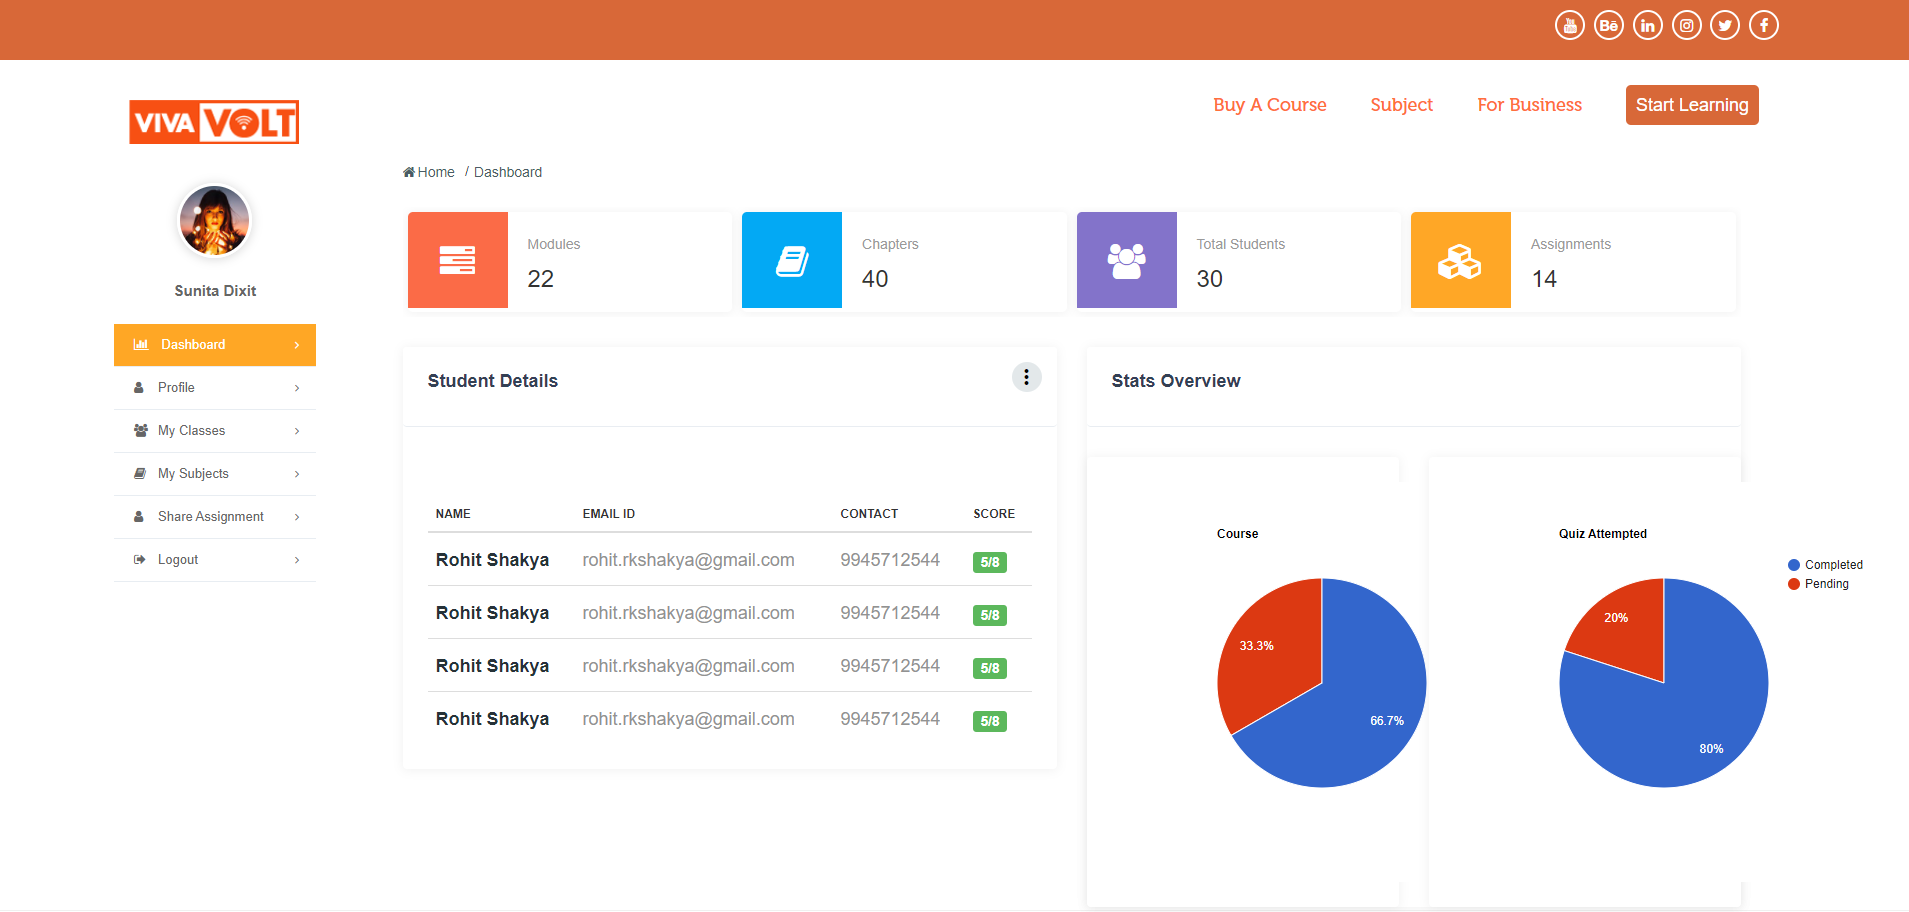 Bē in
VIVA VOLT
Buy A Course Subject For Business Start Learning
Home / Dashboard
Sunita Dixit
Dashboard
Profile
My Classes
My Subjects
Share Assignment
Logout
Modules
22
Chapters
40
Total Students
30
Assignments
14
Student Details
NAME EMAIL ID CONTACT SCORE
Rohit Shakya rohit.rkshakya@gmail.com 9945712544 5/8
Rohit Shakya rohit.rkshakya@gmail.com 9945712544 5/8
Rohit Shakya rohit.rkshakya@gmail.com 9945712544 5/8
Rohit Shakya rohit.rkshakya@gmail.com 9945712544 5/8
Stats Overview
Course
33.3%
66.7%
Quiz Attempted
20%
80%
Completed
Pending